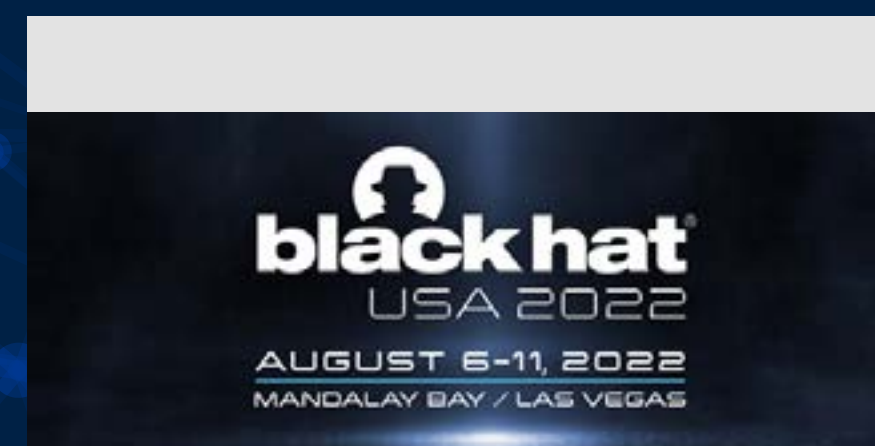 black hat®
USA 2022
AUGUST 6-11, 2022
MANDALAY BAY / LAS VEGAS